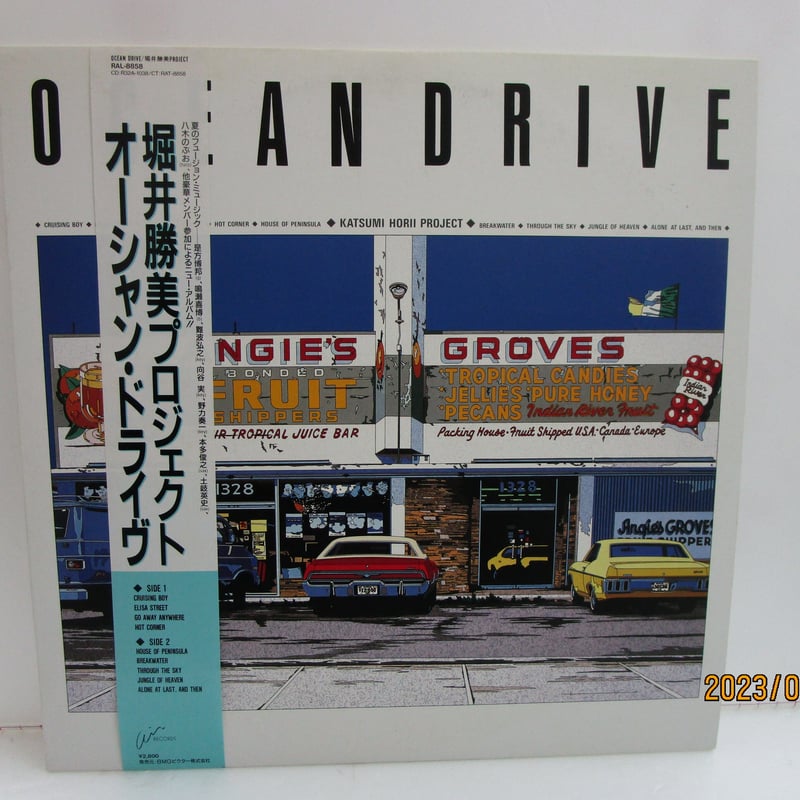 OCEAN DRIVE/堀井勝美PROJECT
RAL-8858
CD:R32A-1038/CT:RAT-8858
O EAN DRIVE
夏のフュージョン・ミュージック――是方博邦、鳴瀬喜博、難波弘之、向谷 実、野力奏一、本多俊之、土岐英史、
八木のぶお、他豪華メンバー参加によるニュー・アルバム!!
堀井勝美プロジェクト
オーシャン・ドライヴ
◆ CRUISING BOY ◆ HOT CORNER ◆ HOUSE OF PENINSULA ◆ KATSUMI HORII PROJECT ◆ BREAKWATER ◆ THROUGH THE SKY ◆ JUNGLE OF HEAVEN ◆ ALONE AT LAST, AND THEN ◆
NGIE'S
BONDED
FRUIT
SHIPPERS
IR TROPICAL JUICE BAR
GROVES
TROPICAL CANDIES
JELLIES·PURE HONEY
PECANS Indian River Fruit
Packing House·Fruit Shipped U.S.A.·Canada·Europe
Indian River
1328
1328
Angie's GROVES
SHIPPER
◆ SIDE 1
CRUISING BOY
ELISA STREET
GO AWAY ANYWHERE
HOT CORNER
◆ SIDE 2
HOUSE OF PENINSULA
BREAKWATER
THROUGH THE SKY
JUNGLE OF HEAVEN
ALONE AT LAST, AND THEN
Air RECORDS
¥2,800
発売元:BMGビクター株式会社
2023/0